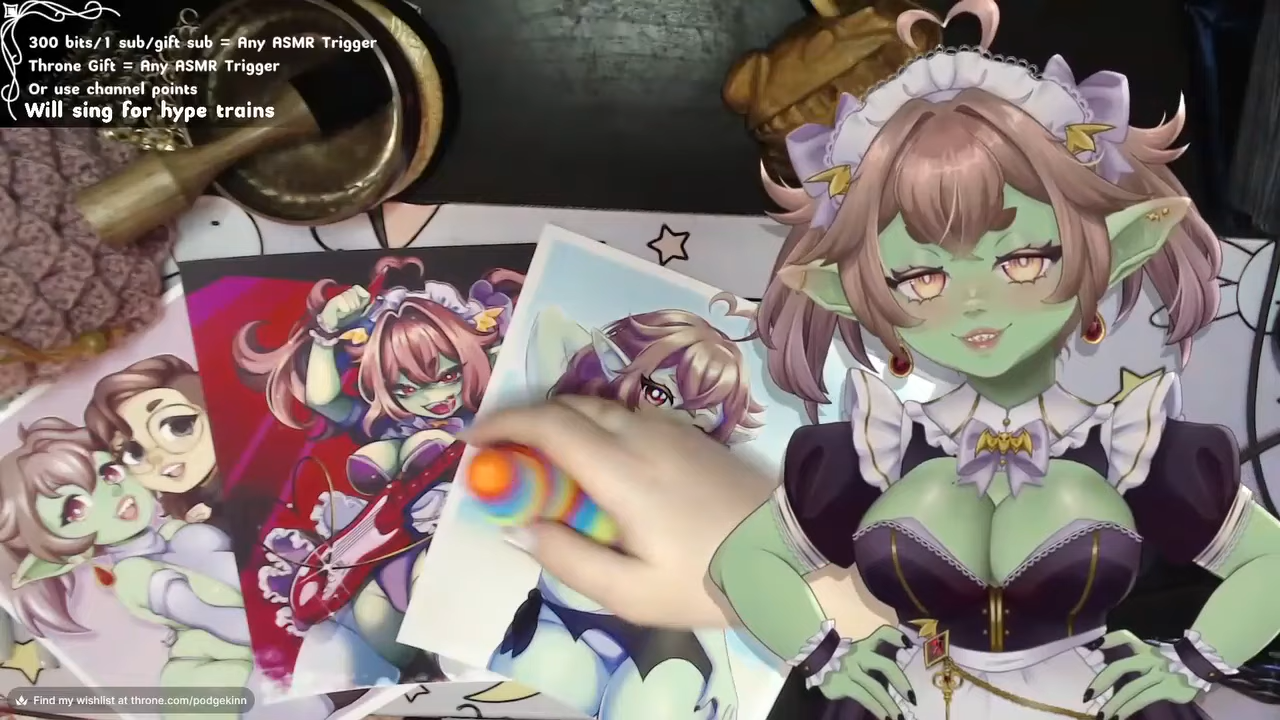 300 bits/1 sub/gift sub = Any ASMR Trigger
Throne Gift = Any ASMR Trigger
Or use channel points
Will sing for hype trains
Find my wishlist at throne.com/podgekinn